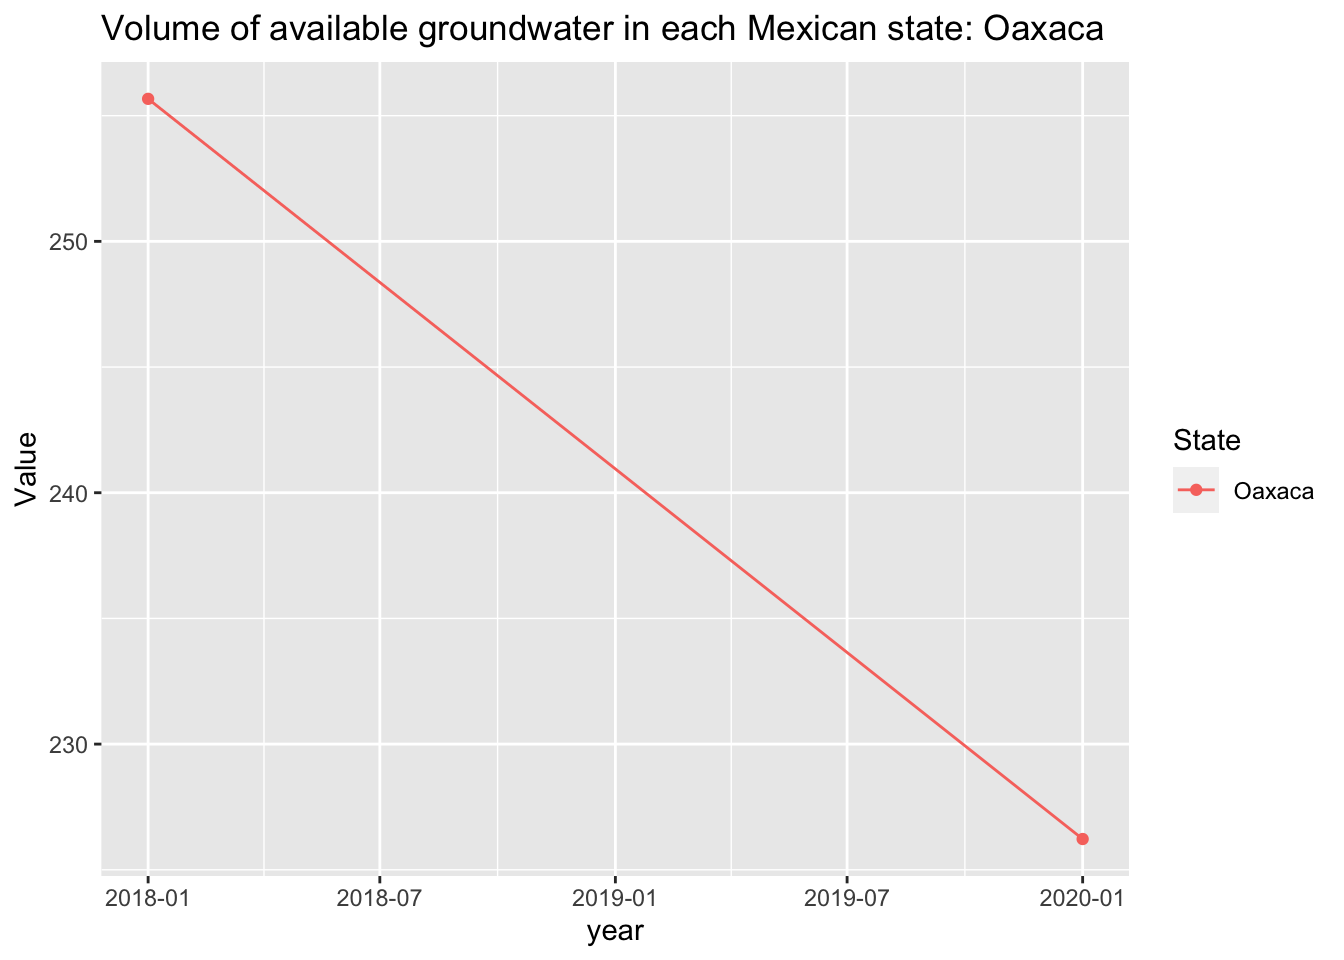 Volume of available groundwater in each Mexican state: Oaxaca
Value
250
240
230
2018-01
2018-07
2019-01
2019-07
2020-01
year
State
Oaxaca